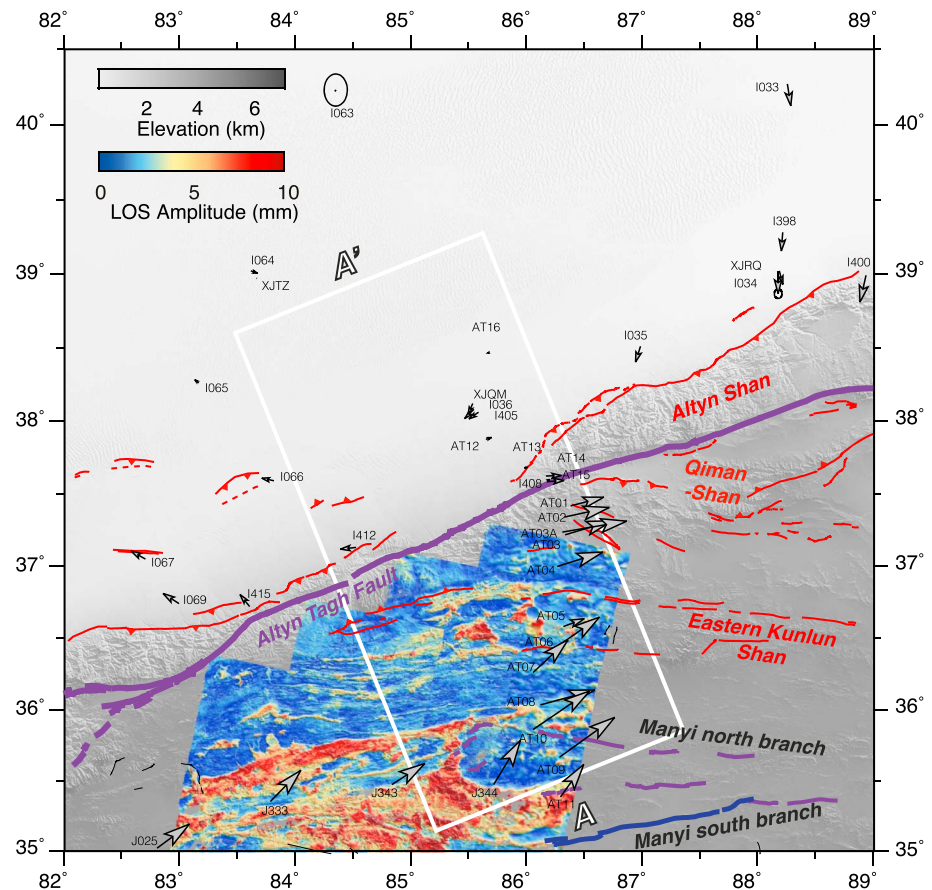 82˚ 83˚ 84˚ 85˚ 86˚ 87˚ 88˚ 89˚
I033
I063
2 4 6
Elevation (km)
40˚ 40˚
0 5 10
LOS Amplitude (mm)
I398
A’
I064
XJTZ
XJRQ
I034
I400
39˚ 39˚
AT16
I035
I065
XJQM
I036
I405
Altyn Shan
38˚ 38˚
AT12
AT13
AT14
AT15
I066
I408
Qiman
-Shan
AT01
AT02
AT03A
AT03
I412
I067
37˚ 37˚
AT04
I069
I415
Altyn Tagh Fault
AT05
AT06
AT07
Eastern Kunlun
Shan
AT08
36˚ 36˚
AT10
Manyi north branch
AT09
J333
J343
J344
AT11
A
J025
Manyi south branch
35˚ 35˚
82˚ 83˚ 84˚ 85˚ 86˚ 87˚ 88˚ 89˚